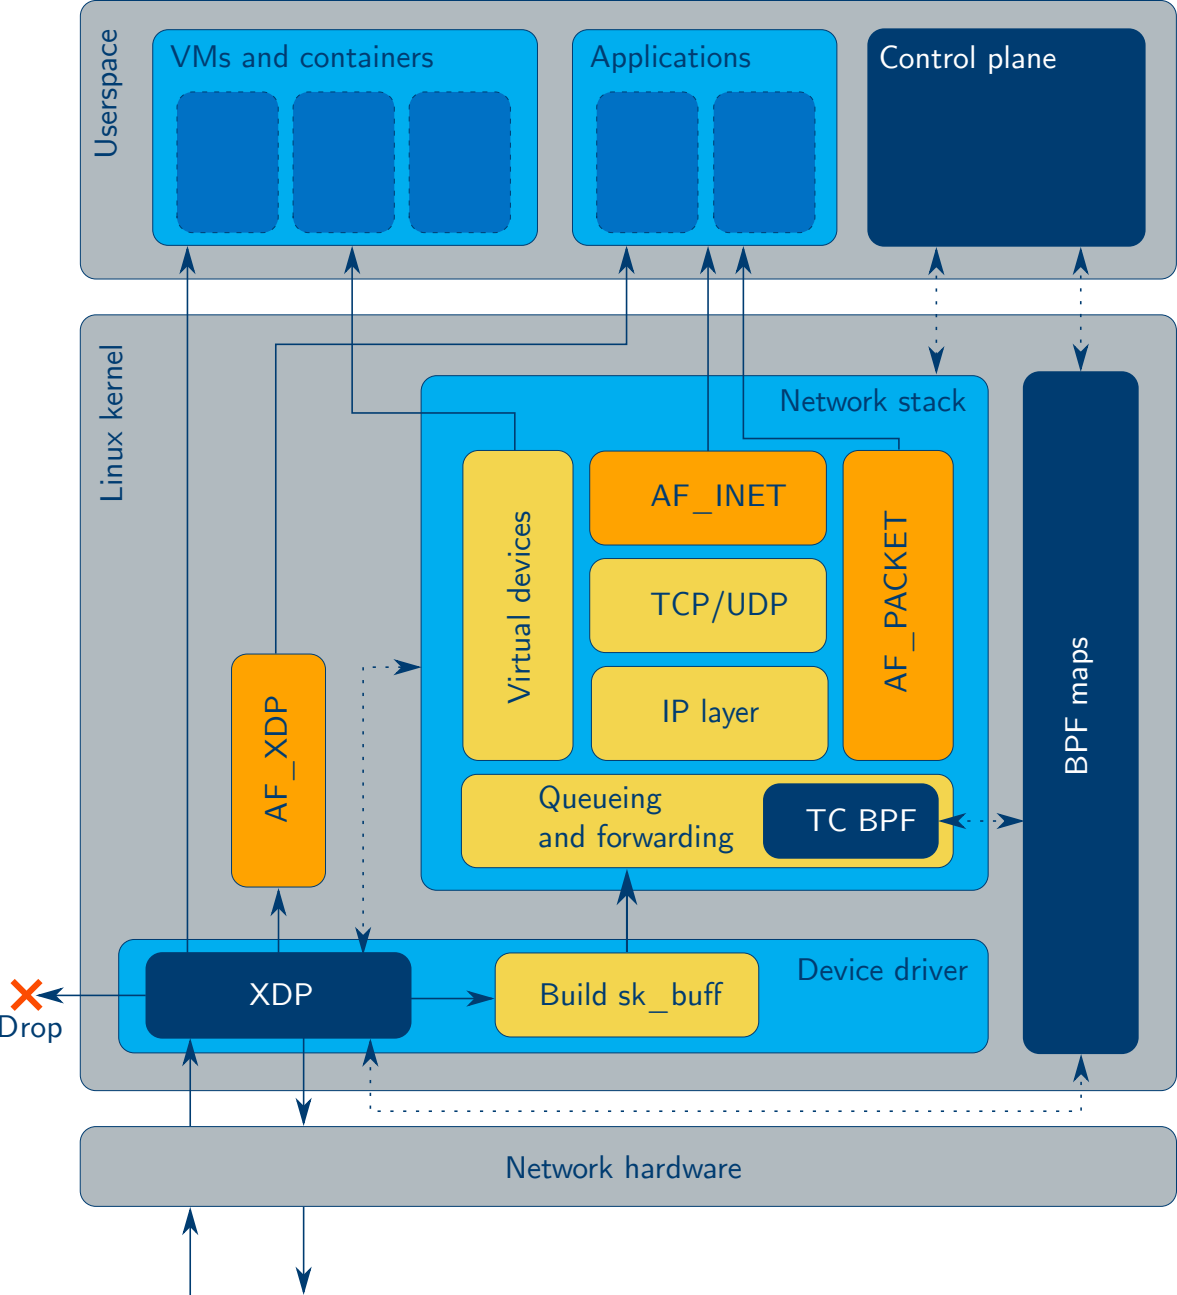 Userspace
VMs and containers
Applications
Control plane
Linux kernel
Network stack
Virtual devices
AF_INET
TCP/UDP
IP layer
AF_PACKET
BPF maps
AF_XDP
Queueing
and forwarding
TC BPF
Device driver
XDP
Build sk_buff
Drop
Network hardware